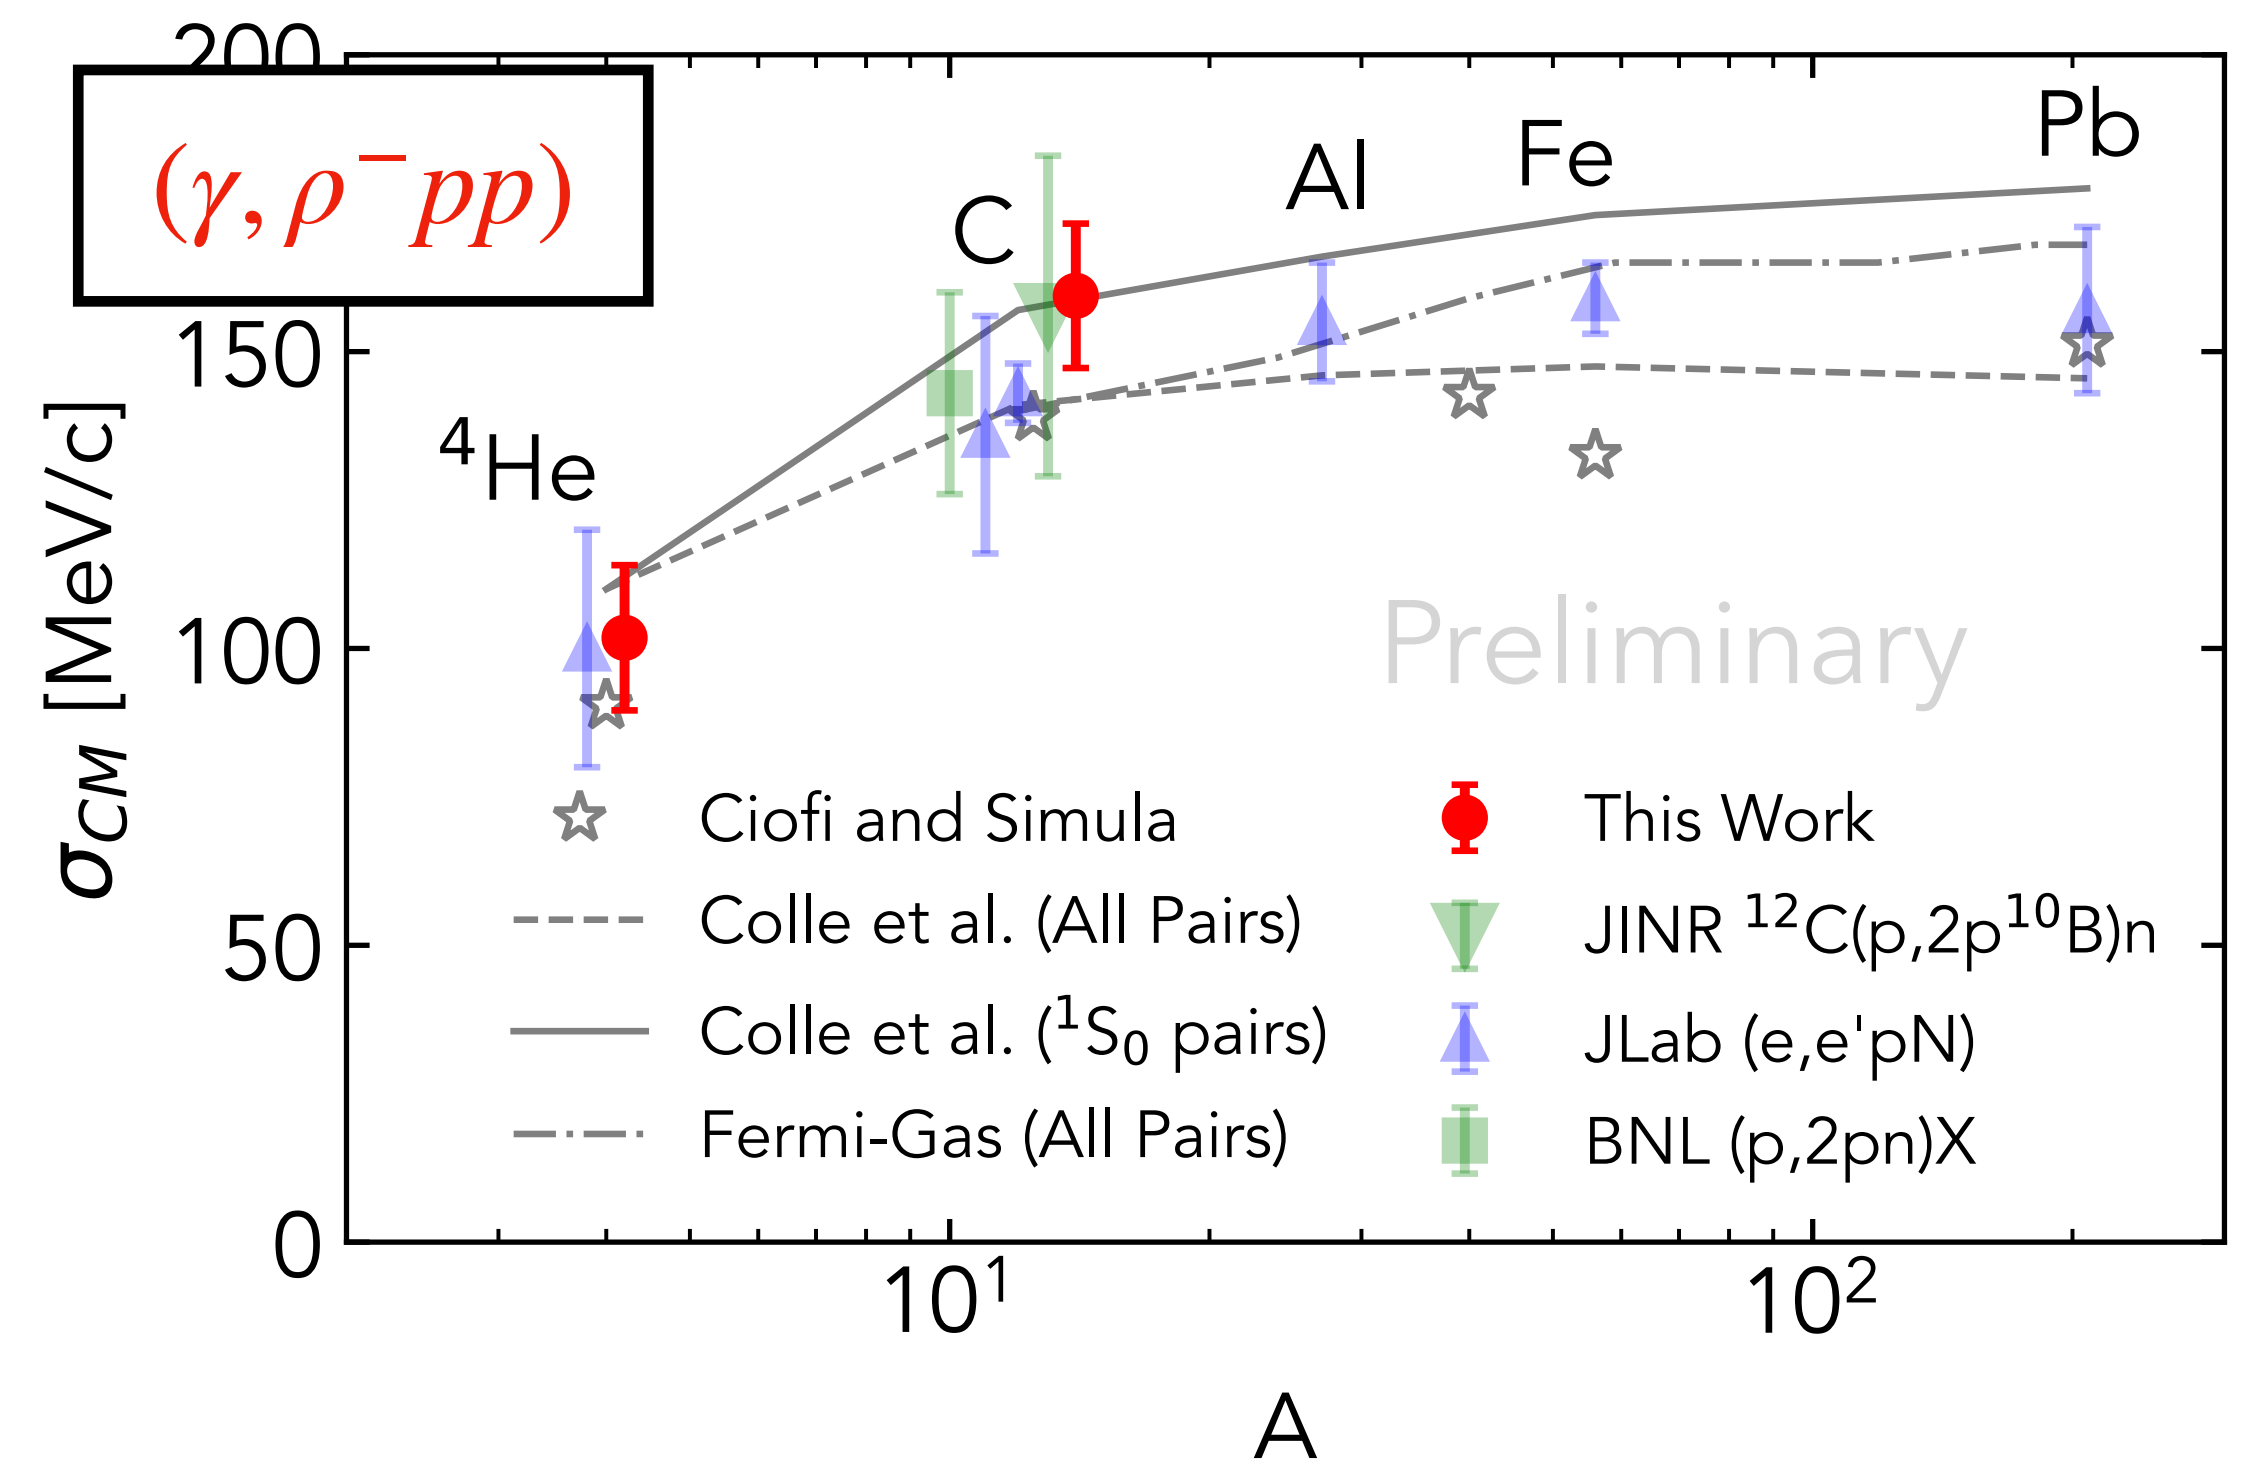 200
(γ, ρ⁻pp)
Pb
Fe
Al
C
150
⁴He
100
Preliminary
σCM [MeV/c]
Ciofi and Simula
This Work
Colle et al. (All Pairs)
JINR ¹²C(p,2p¹⁰B)n
50
Colle et al. (¹S₀ pairs)
JLab (e,e'pN)
Fermi-Gas (All Pairs)
BNL (p,2pn)X
0
10¹
10²
A